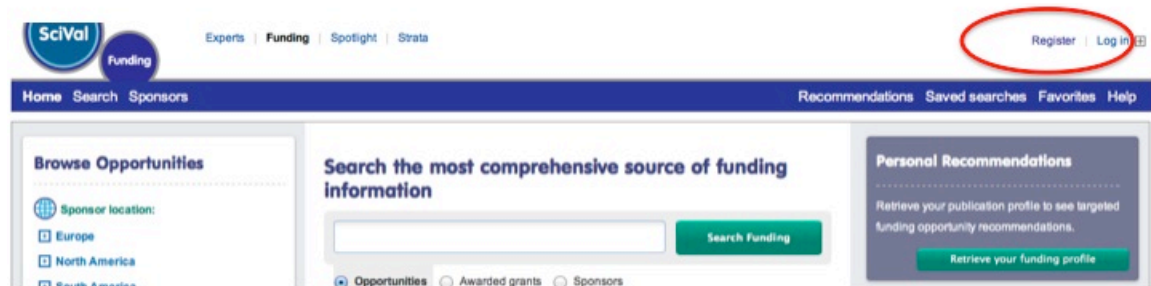 SciVal
Funding
Experts | Funding | Spotlight | Strata
Register | Log in
Home Search Sponsors
Recommendations Saved searches Favorites Help
Browse Opportunities
Sponsor location:
Europe
North America
South America
Search the most comprehensive source of funding
information
Search Funding
Opportunities Awarded grants Sponsors
Personal Recommendations
Retrieve your publication profile to see targeted
funding opportunity recommendations.
Retrieve your funding profile